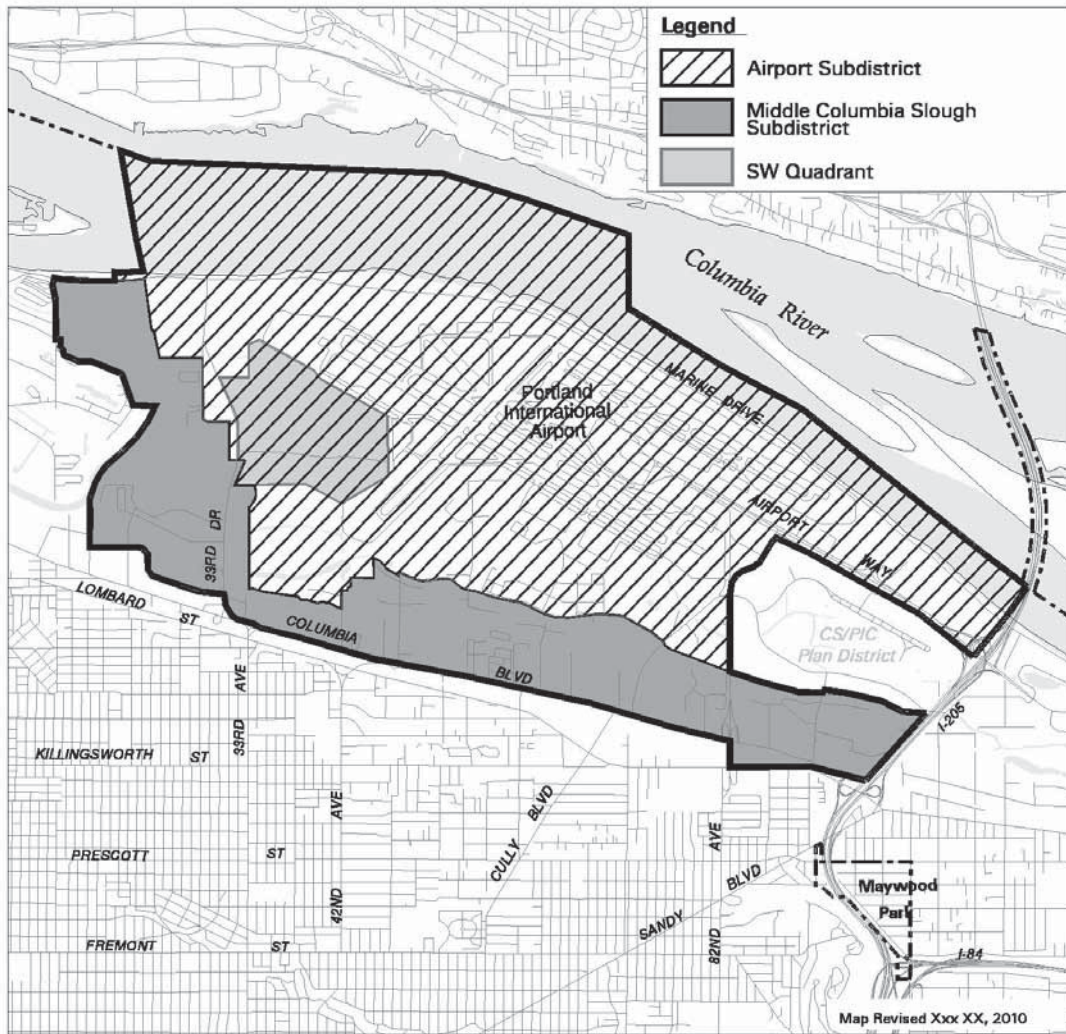 Legend
Airport Subdistrict
Middle Columbia Slough
Subdistrict
SW Quadrant
Columbia River
MARINE DRIVE
Portland
International
Airport
AIRPORT WAY
33RD DR
LOMBARD ST
COLUMBIA BLVD
CS/PIC
Plan District
I-205
33RD AVE
KILLINGSWORTH ST
42ND AVE
CULLY BLVD
82ND AVE
PRESCOTT ST
SANDY BLVD
Maywood
Park
FREMONT ST
I-84
Map Revised Xxx XX, 2010